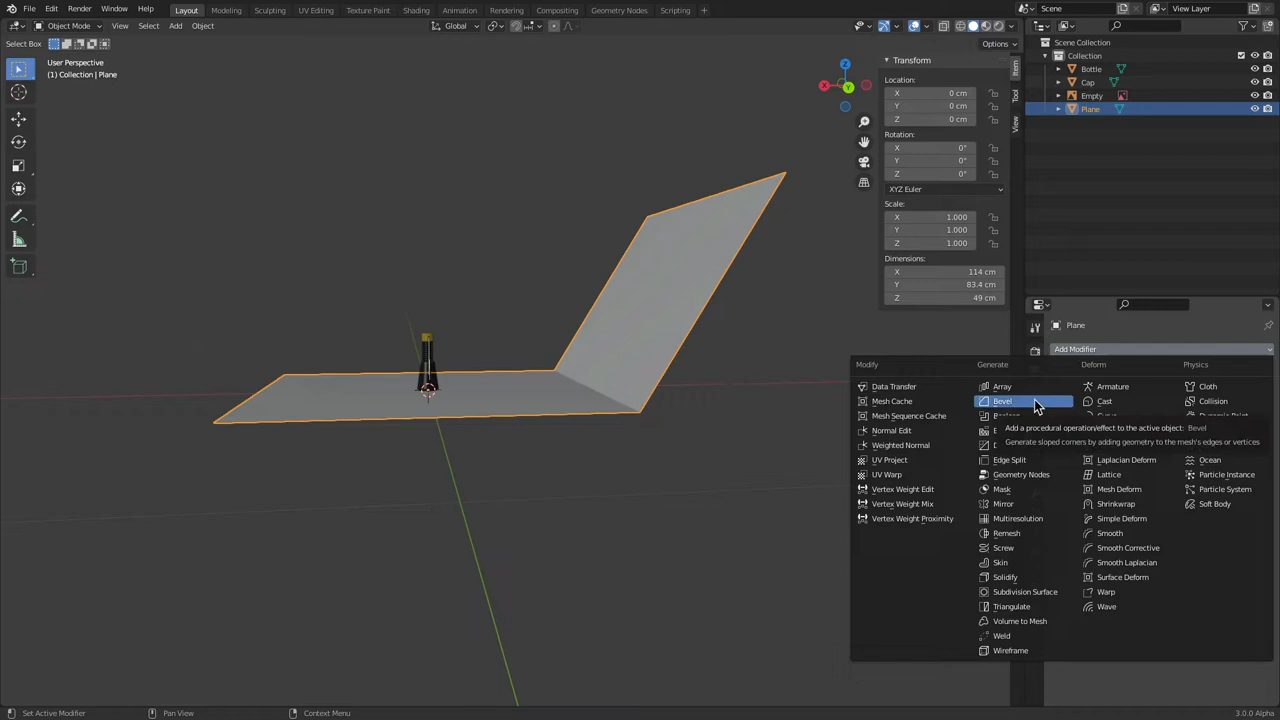 File Edit Render Window Help Layout Modeling Sculpting UV Editing Texture Paint Shading Animation Rendering Compositing Geometry Nodes Scripting + Scene View Layer
Object Mode View Select Add Object Global Options
Select Box
User Perspective
(1) Collection | Plane
Transform
Location:
X 0 cm
Y 0 cm
Z 0 cm
Rotation:
X 0°
Y 0°
Z 0°
XYZ Euler
Scale:
X 1.000
Y 1.000
Z 1.000
Dimensions:
X 114 cm
Y 83.4 cm
Z 49 cm
Item
Tool
View
X
Y
Z
Scene Collection
Collection
Bottle
Cap
Empty
Plane
Plane
Add Modifier
Modify
Data Transfer
Mesh Cache
Mesh Sequence Cache
Normal Edit
Weighted Normal
UV Project
UV Warp
Vertex Weight Edit
Vertex Weight Mix
Vertex Weight Proximity
Generate
Array
Bevel
Add a procedural operation/effect to the active object: Bevel
Generate sloped corners by adding geometry to the mesh's edges or vertices
Edge Split
Geometry Nodes
Mask
Mirror
Multiresolution
Remesh
Screw
Skin
Solidify
Subdivision Surface
Triangulate
Volume to Mesh
Weld
Wireframe
Deform
Armature
Cast
Laplacian Deform
Lattice
Mesh Deform
Shrinkwrap
Simple Deform
Smooth
Smooth Corrective
Smooth Laplacian
Surface Deform
Warp
Wave
Physics
Cloth
Collision
Ocean
Particle Instance
Particle System
Soft Body
Set Active Modifier Pan View Context Menu 3.0.0 Alpha